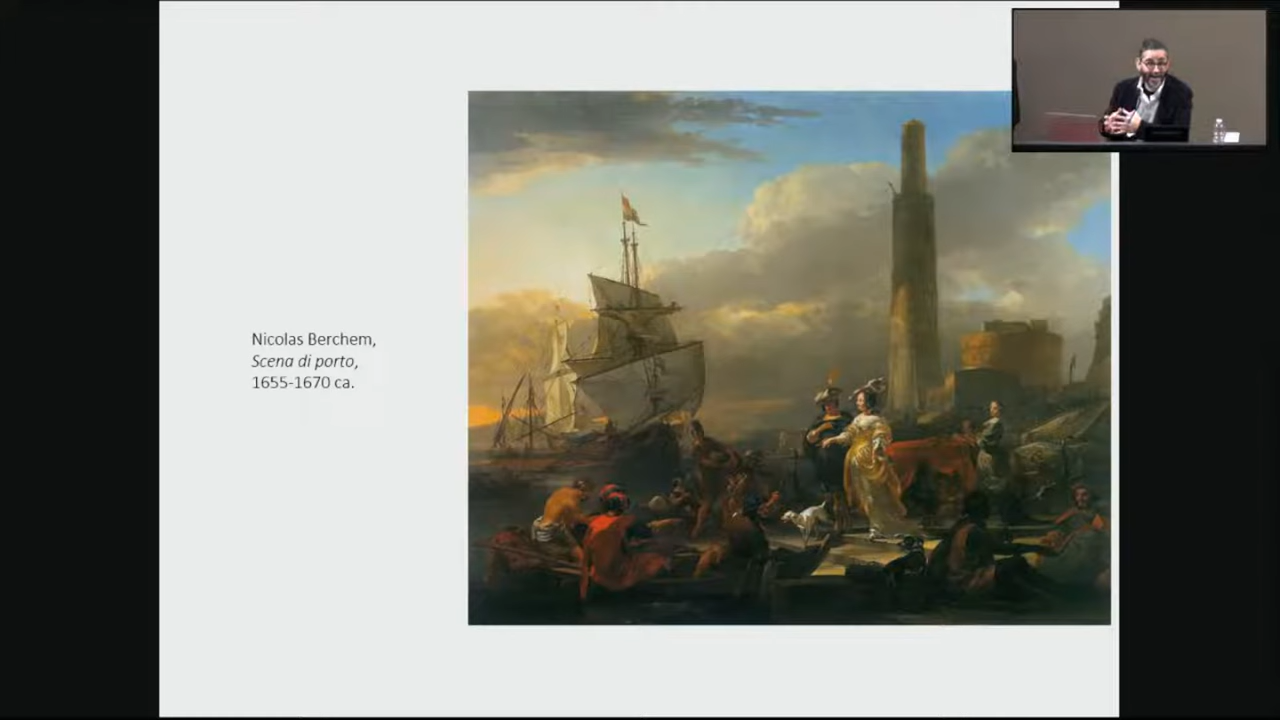 Nicolas Berchem,
Scena di porto,
1655-1670 ca.